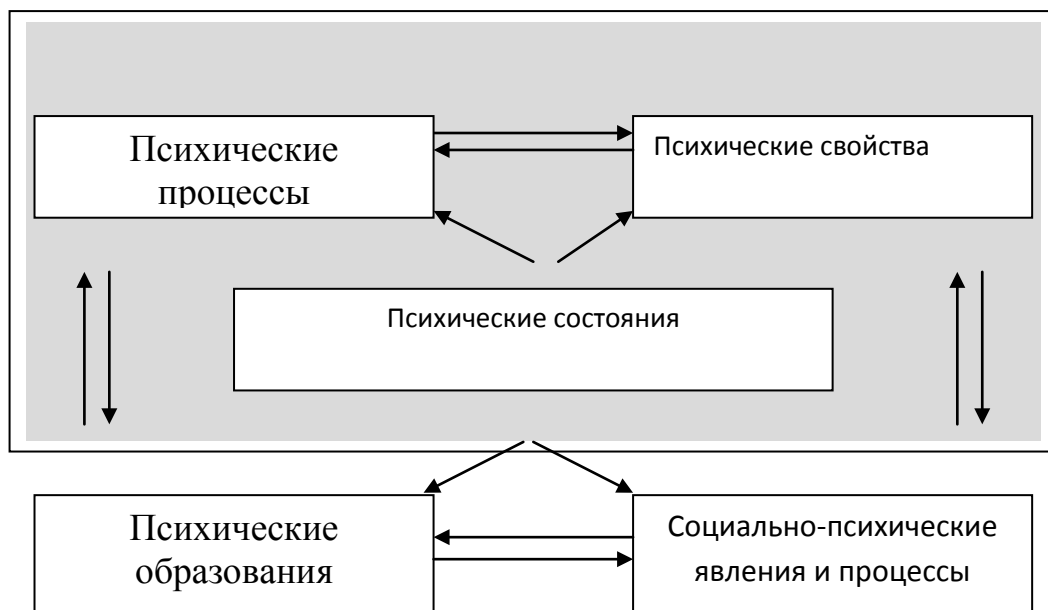 Психические
процессы
Психические свойства
Психические состояния
Психические
образования
Социально-психические
явления и процессы